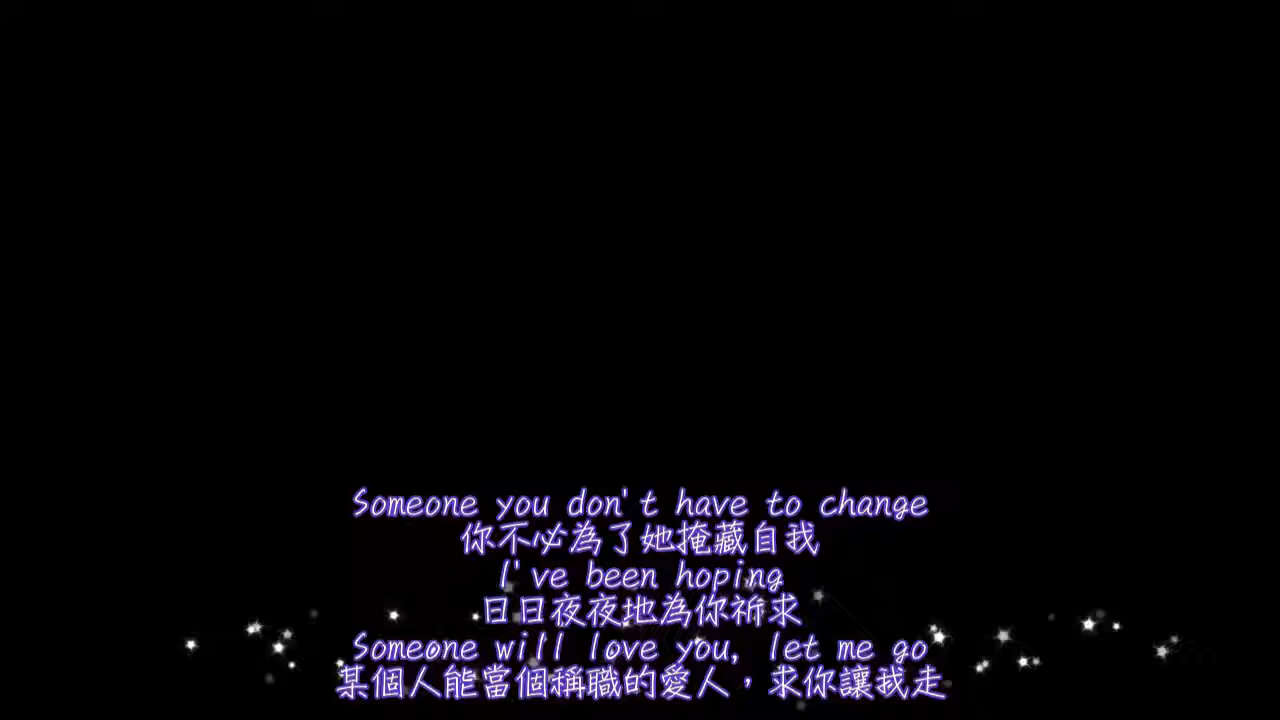 Someone you don't have to change
你不必為了她掩藏自我
I've been hoping
日日夜夜地為你祈求
Someone will love you, let me go
某個人能當個稱職的愛人，求你讓我走